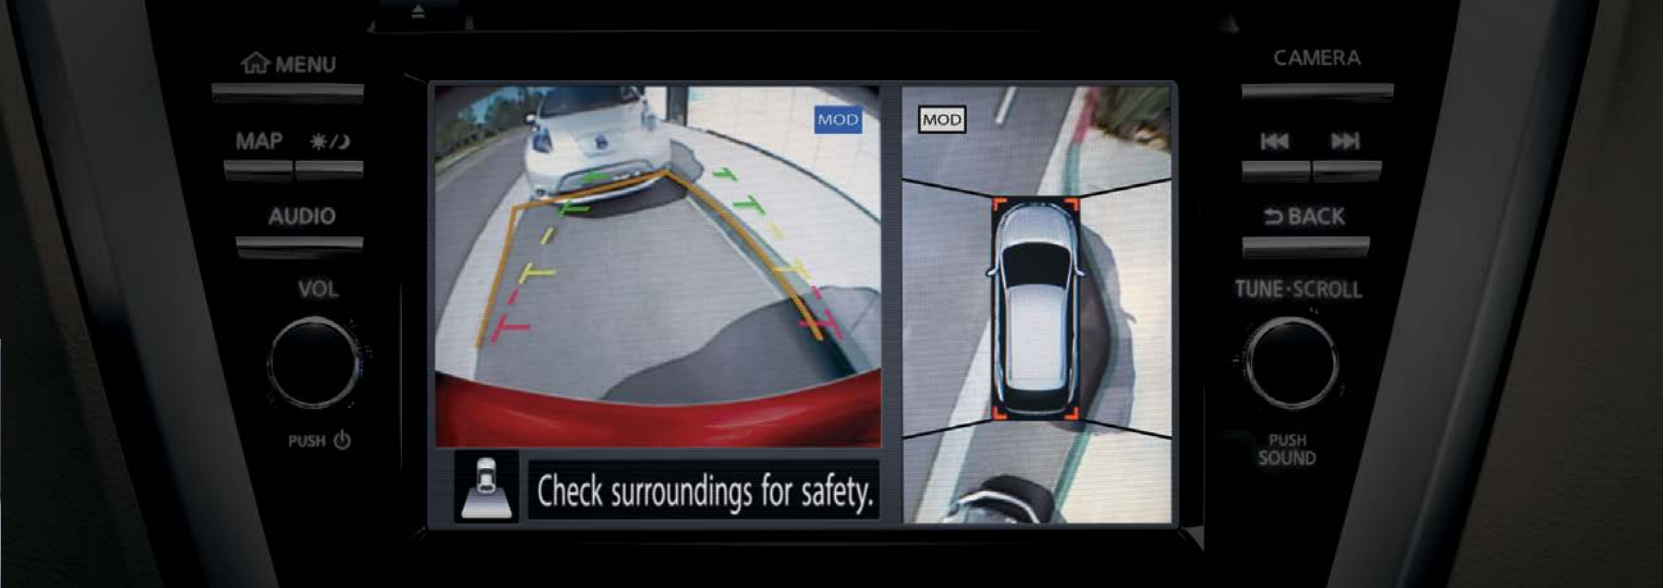 MENU
MAP
AUDIO
VOL
PUSH
MOD
MOD
Check surroundings for safety.
CAMERA
BACK
TUNE·SCROLL
PUSH
SOUND